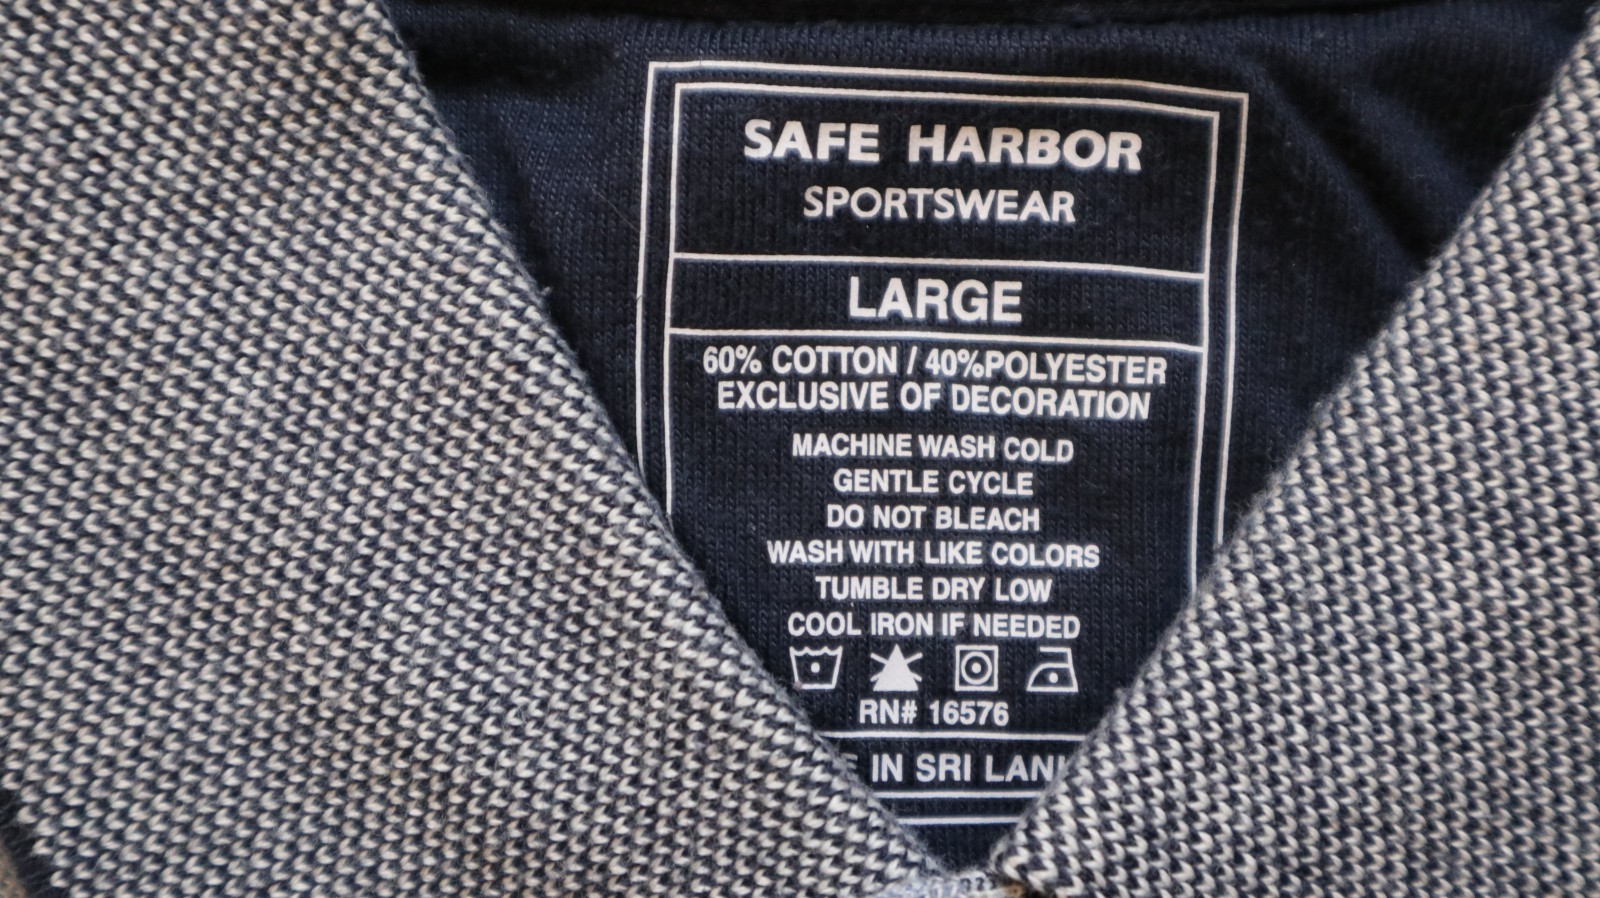 SAFE HARBOR
SPORTSWEAR
LARGE
60% COTTON / 40%POLYESTER
EXCLUSIVE OF DECORATION
MACHINE WASH COLD
GENTLE CYCLE
DO NOT BLEACH
WASH WITH LIKE COLORS
TUMBLE DRY LOW
COOL IRON IF NEEDED
RN# 16576
IN SRI